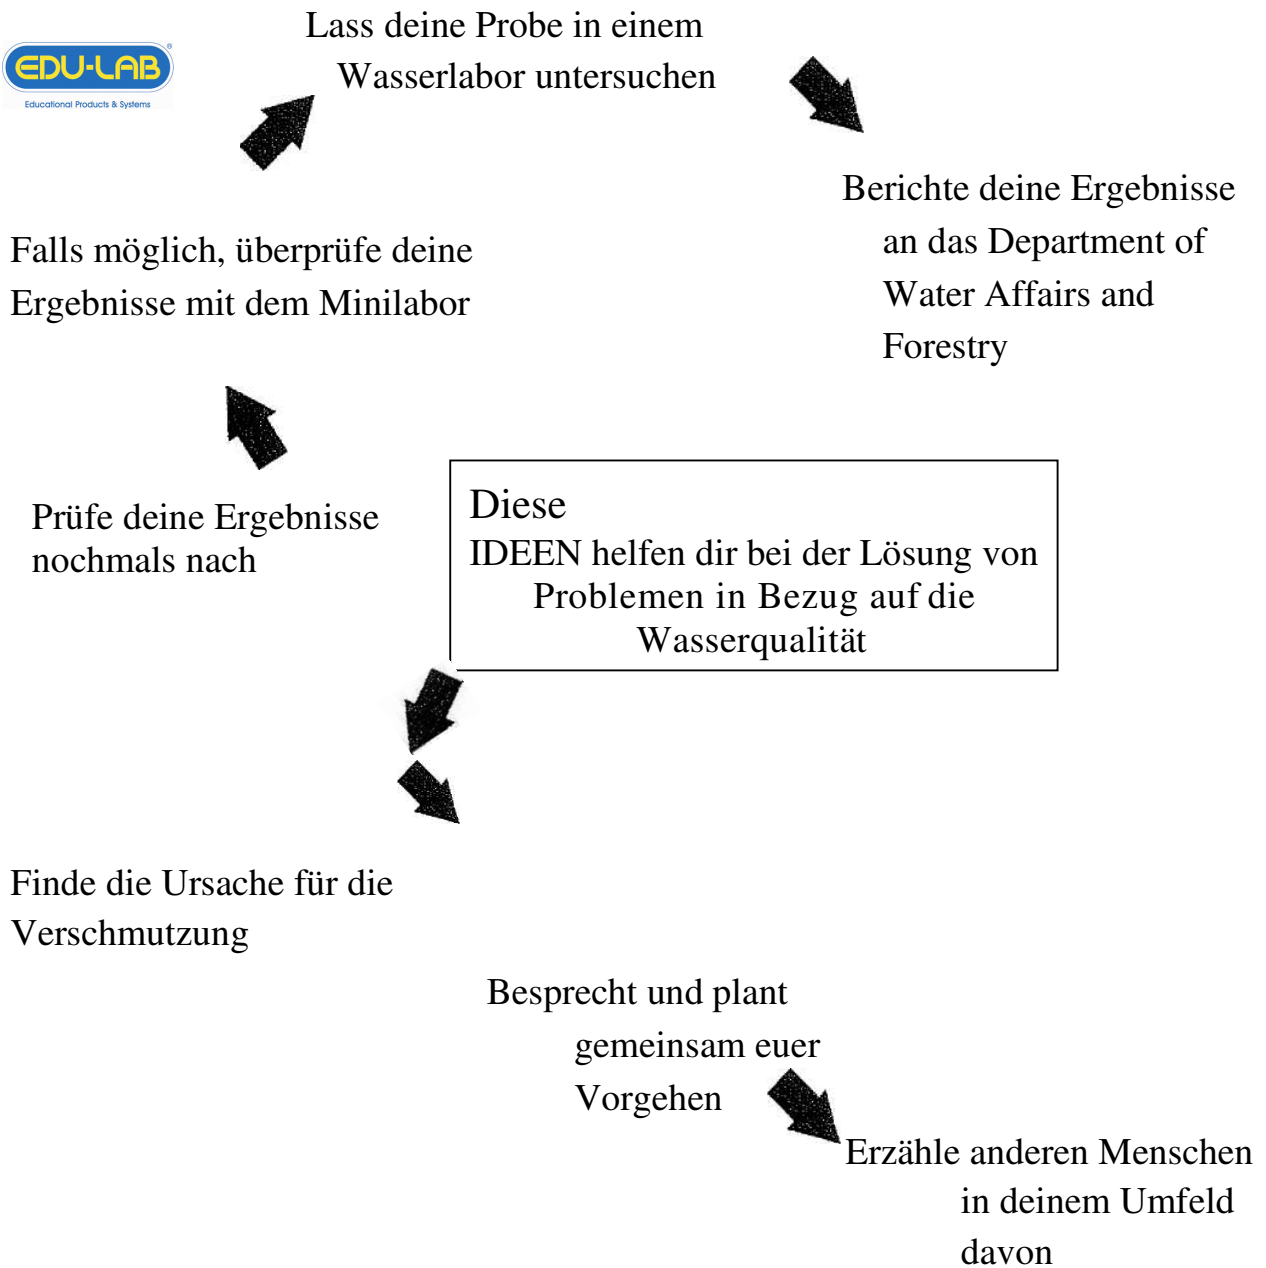 EDU-LAB
®
Educational Products & Systems
Lass deine Probe in einem
Wasserlabor untersuchen
Berichte deine Ergebnisse
an das Department of
Water Affairs and
Forestry
Falls möglich, überprüfe deine
Ergebnisse mit dem Minilabor
Prüfe deine Ergebnisse
nochmals nach
Diese
IDEEN helfen dir bei der Lösung von
Problemen in Bezug auf die
Wasserqualität
Finde die Ursache für die
Verschmutzung
Besprecht und plant
gemeinsam euer
Vorgehen
Erzähle anderen Menschen
in deinem Umfeld
davon